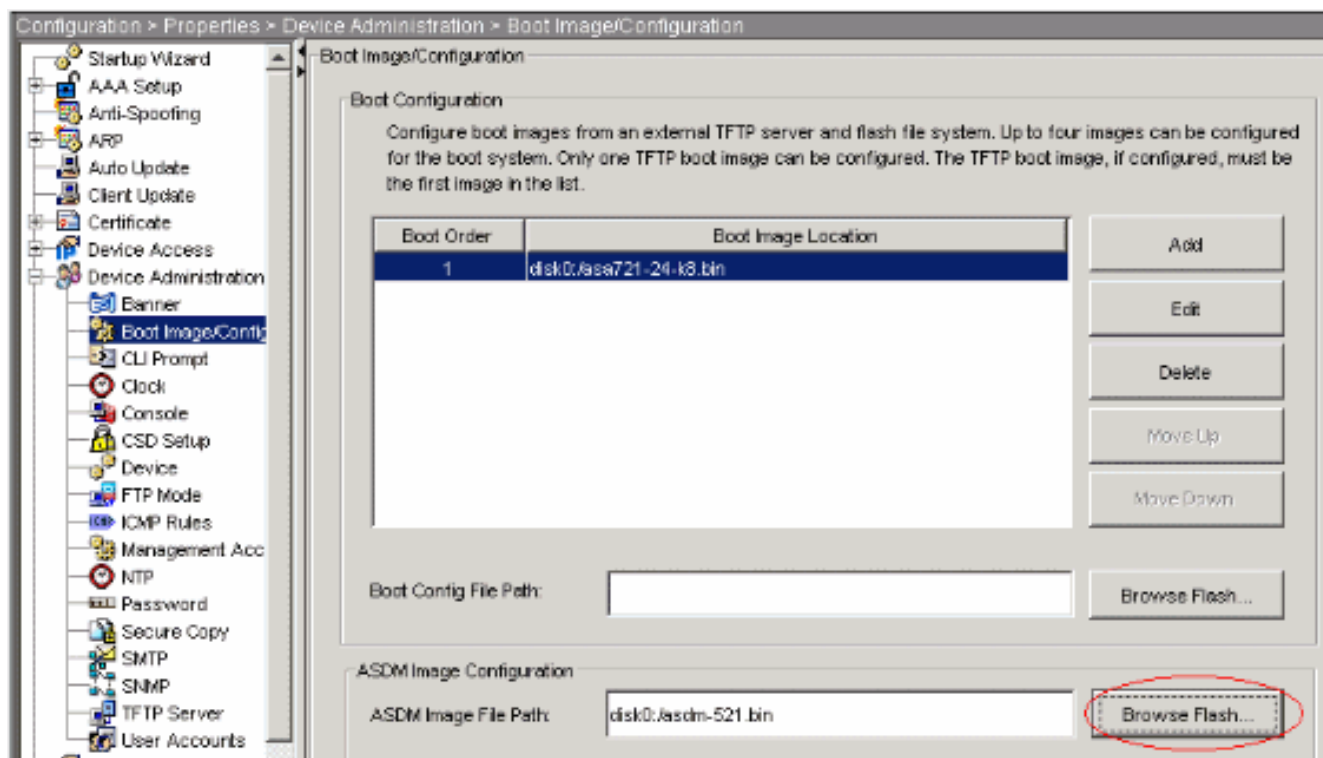 Configuration > Properties > Device Administration > Boot Image/Configuration
Startup Wizard
AAA Setup
Anti-Spoofing
ARP
Auto Update
Client Update
Certificate
Device Access
Device Administration
Banner
Boot Image/Config
CLI Prompt
Clock
Console
CSD Setup
Device
FTP Mode
ICMP Rules
Management Acc
NTP
Password
Secure Copy
SMTP
SNMP
TFTP Server
User Accounts
Boot Image/Configuration
Boot Configuration
Configure boot images from an external TFTP server and flash file system. Up to four images can be configured
for the boot system. Only one TFTP boot image can be configured. The TFTP boot image, if configured, must be
the first image in the list.
Boot Order Boot Image Location
1 disk0:/asa721-24-k8.bin
Add
Edit
Delete
Move Up
Move Down
Boot Config File Path: Browse Flash...
ASDM Image Configuration
ASDM Image File Path: disk0:/asdm-521.bin Browse Flash...